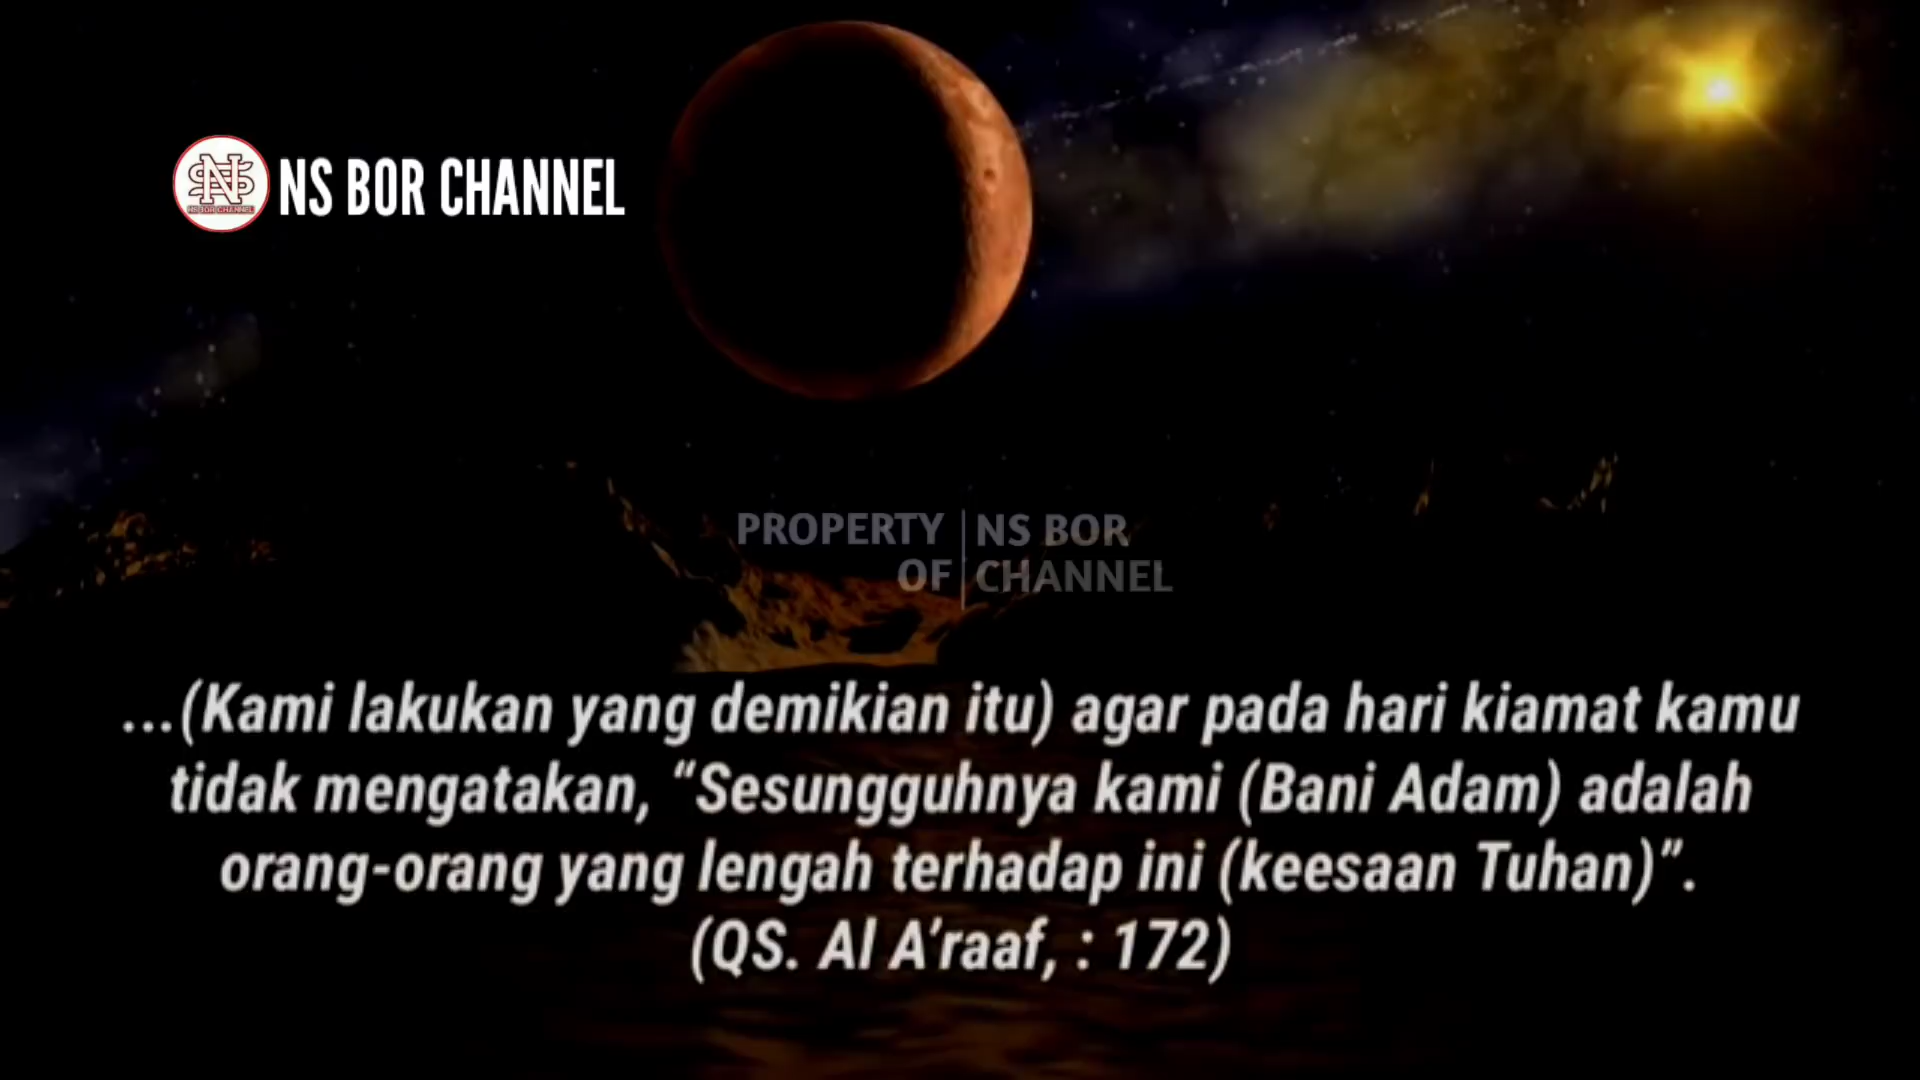 NS BOR CHANNEL
PROPERTY OF | NS BOR CHANNEL
...(Kami lakukan yang demikian itu) agar pada hari kiamat kamu
tidak mengatakan, “Sesungguhnya kami (Bani Adam) adalah
orang-orang yang lengah terhadap ini (keesaan Tuhan)”.
(QS. Al A’raaf, : 172)